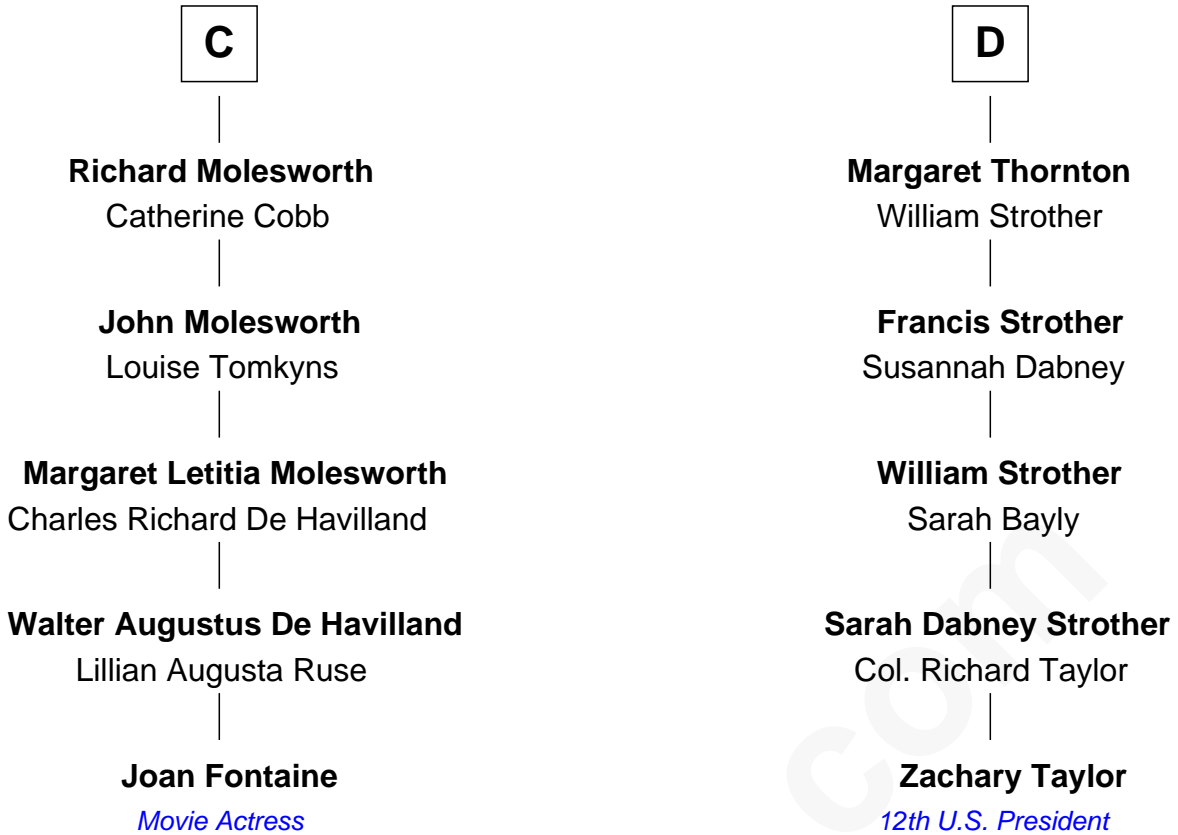 C
Richard Molesworth
Catherine Cobb
John Molesworth
Louise Tomkyns
Margaret Letitia Molesworth
Charles Richard De Havilland
Walter Augustus De Havilland
Lillian Augusta Ruse
Joan Fontaine
Movie Actress
D
Margaret Thornton
William Strother
Francis Strother
Susannah Dabney
William Strother
Sarah Bayly
Sarah Dabney Strother
Col. Richard Taylor
Zachary Taylor
12th U.S. President
com